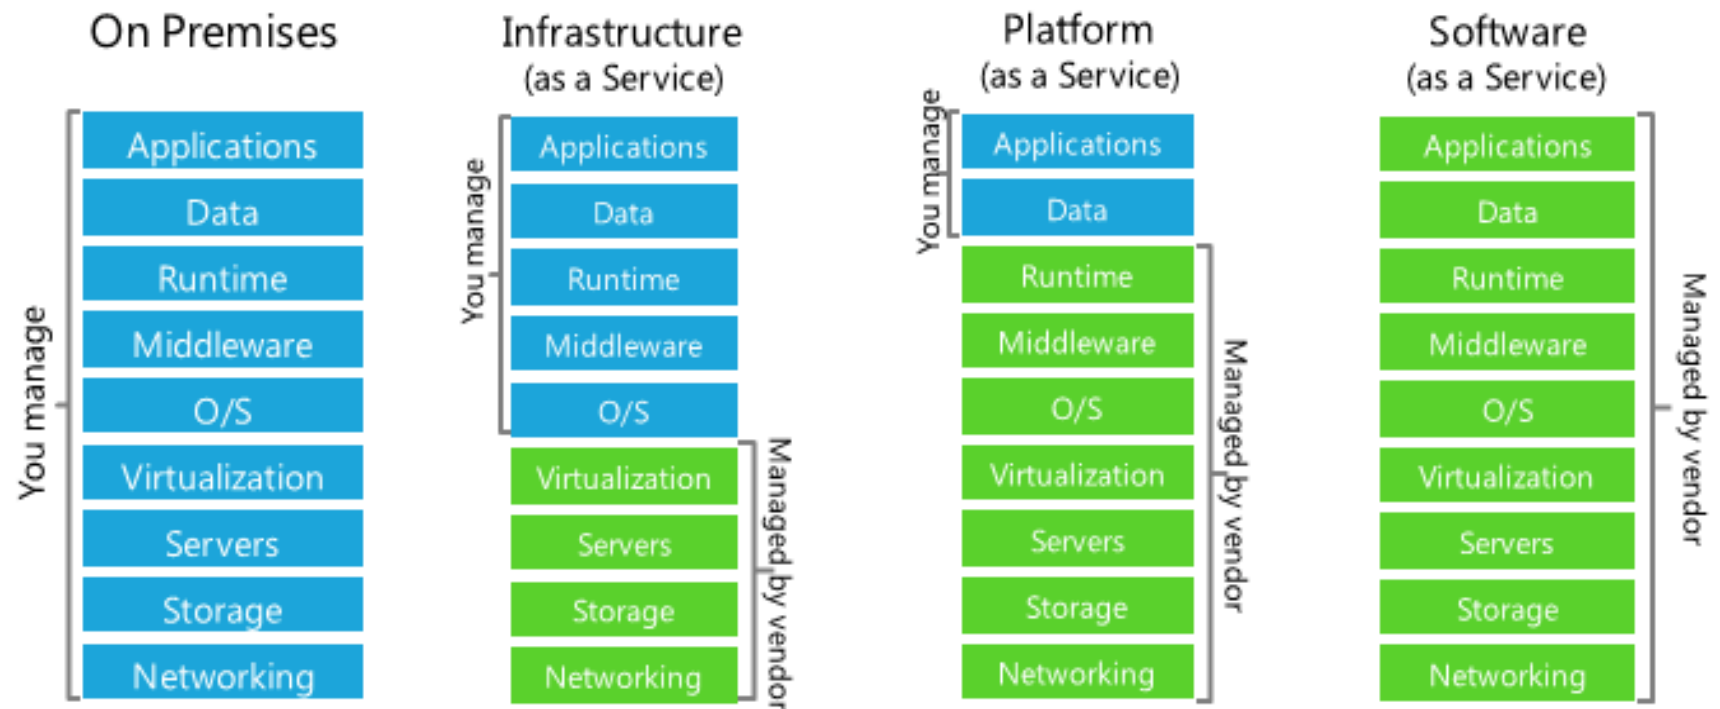 On Premises
You manage
Applications
Data
Runtime
Middleware
O/S
Virtualization
Servers
Storage
Networking
Infrastructure
(as a Service)
You manage
Applications
Data
Runtime
Middleware
O/S
Virtualization
Servers
Storage
Networking
Managed by vendor
Platform
(as a Service)
You manage
Applications
Data
Runtime
Middleware
O/S
Virtualization
Servers
Storage
Networking
Managed by vendor
Software
(as a Service)
Applications
Data
Runtime
Middleware
O/S
Virtualization
Servers
Storage
Networking
Managed by vendor